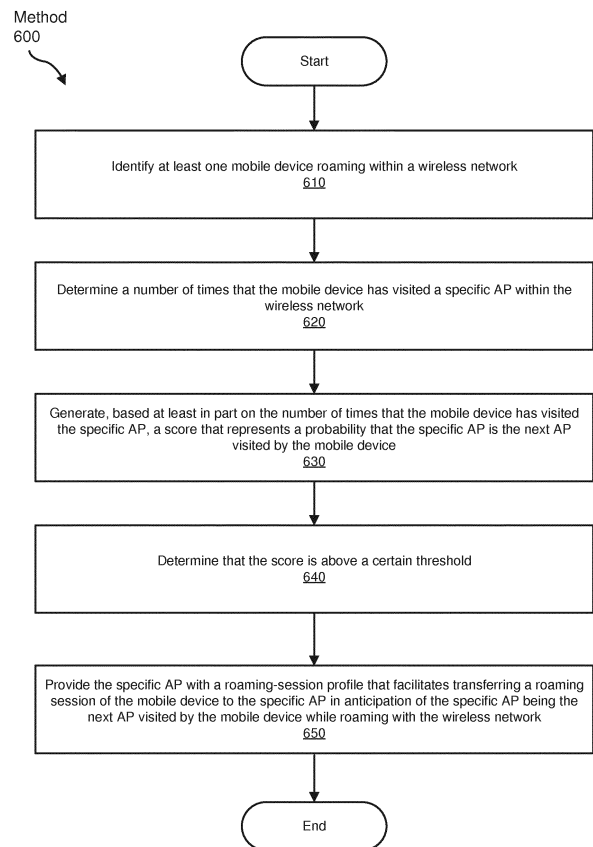 Method
600
Start
Identify at least one mobile device roaming within a wireless network
610
Determine a number of times that the mobile device has visited a specific AP within the
wireless network
620
Generate, based at least in part on the number of times that the mobile device has visited
the specific AP, a score that represents a probability that the specific AP is the next AP
visited by the mobile device
630
Determine that the score is above a certain threshold
640
Provide the specific AP with a roaming-session profile that facilitates transferring a roaming
session of the mobile device to the specific AP in anticipation of the specific AP being the
next AP visited by the mobile device while roaming with the wireless network
650
End